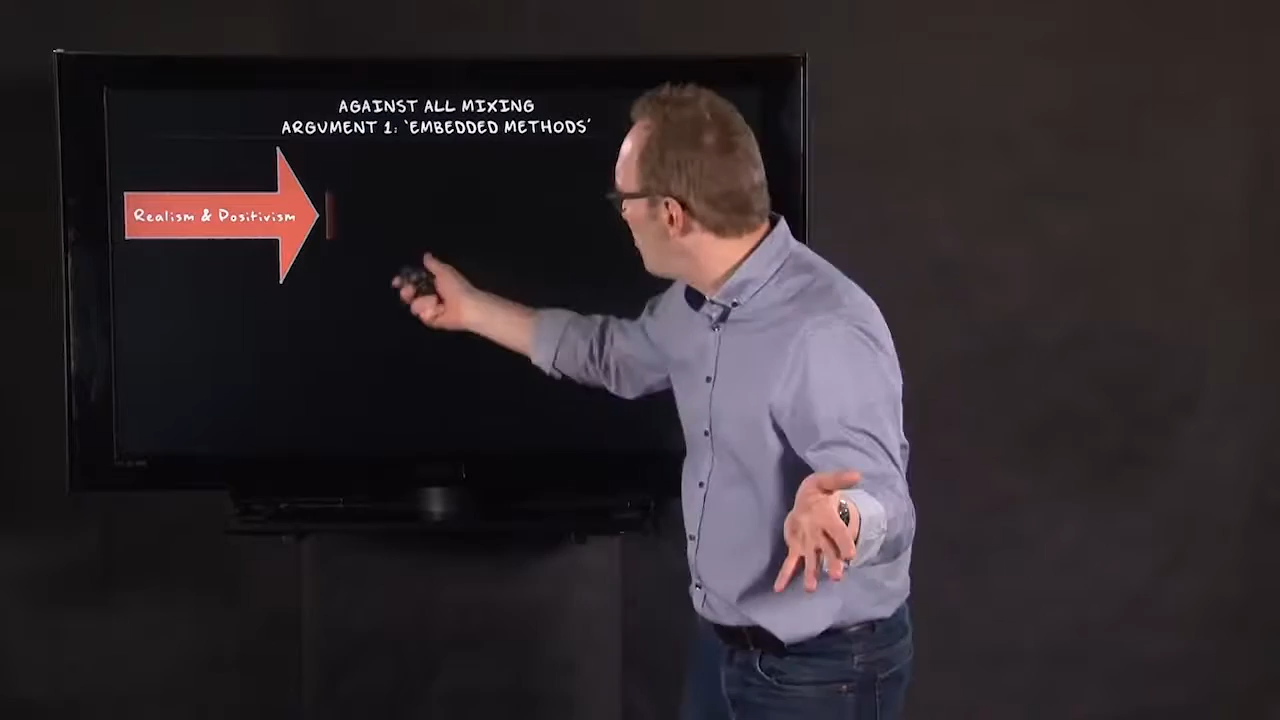 AGAINST ALL MIXING
ARGUMENT 1: 'EMBEDDED METHODS'
Realism & Positivism